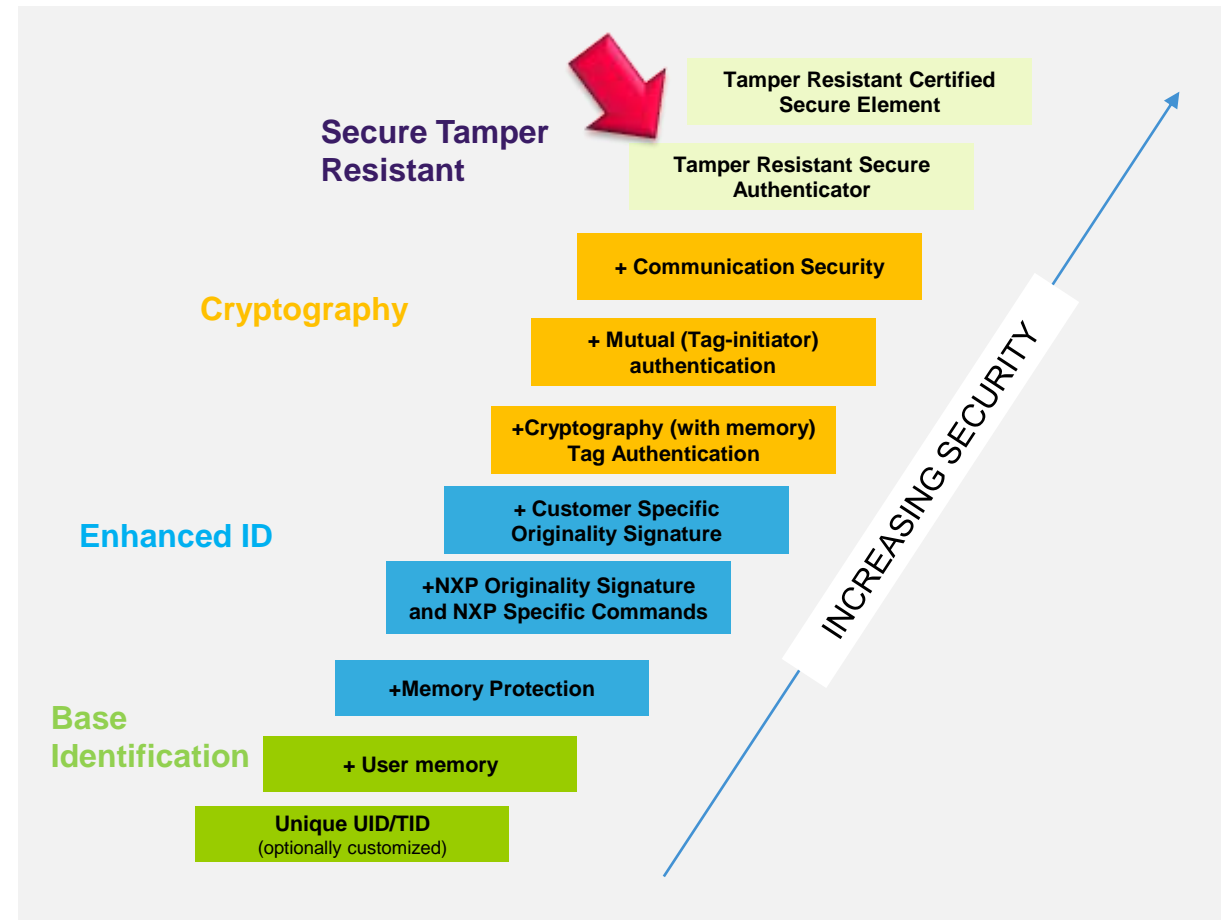 Tamper Resistant Certified
Secure Element
Secure Tamper
Resistant
Tamper Resistant Secure
Authenticator
+ Communication Security
Cryptography
+ Mutual (Tag-initiator)
authentication
+Cryptography (with memory)
Tag Authentication
+ Customer Specific
Originality Signature
Enhanced ID
+NXP Originality Signature
and NXP Specific Commands
+Memory Protection
Base
Identification
+ User memory
Unique UID/TID
(optionally customized)
INCREASING SECURITY